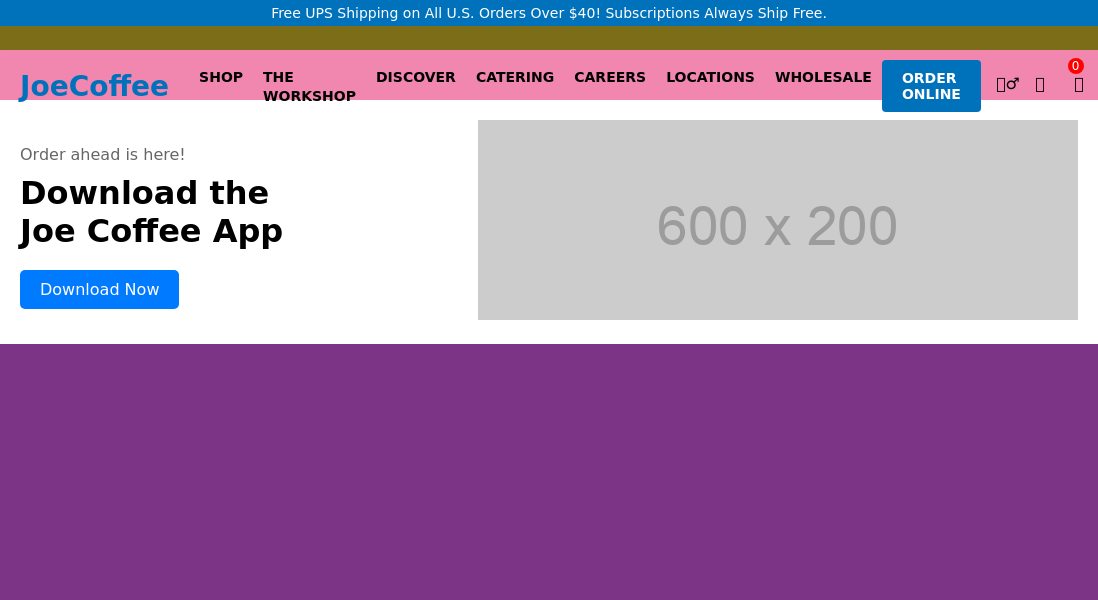 Free UPS Shipping on All U.S. Orders Over $40! Subscriptions Always Ship Free.
JoeCoffee
SHOP
THE
WORKSHOP
DISCOVER
CATERING
CAREERS
LOCATIONS
WHOLESALE
ORDER
ONLINE
♂
0
Order ahead is here!
Download the
Joe Coffee App
Download Now
600 x 200